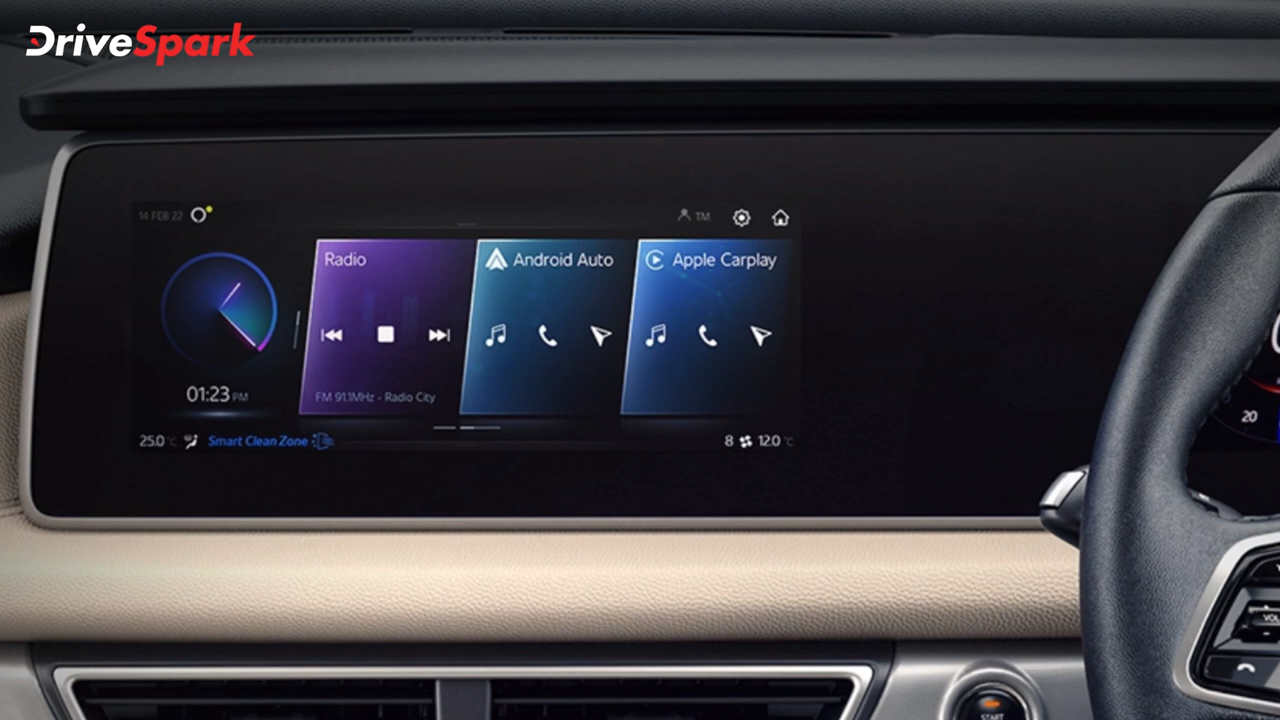 DriveSpark
14 FEB 22
TM
Radio
Android Auto
Apple Carplay
01:23 PM
FM 91.1MHz - Radio City
25.0 °C
Smart Clean Zone
8
12.0 °C
20
VOL
START